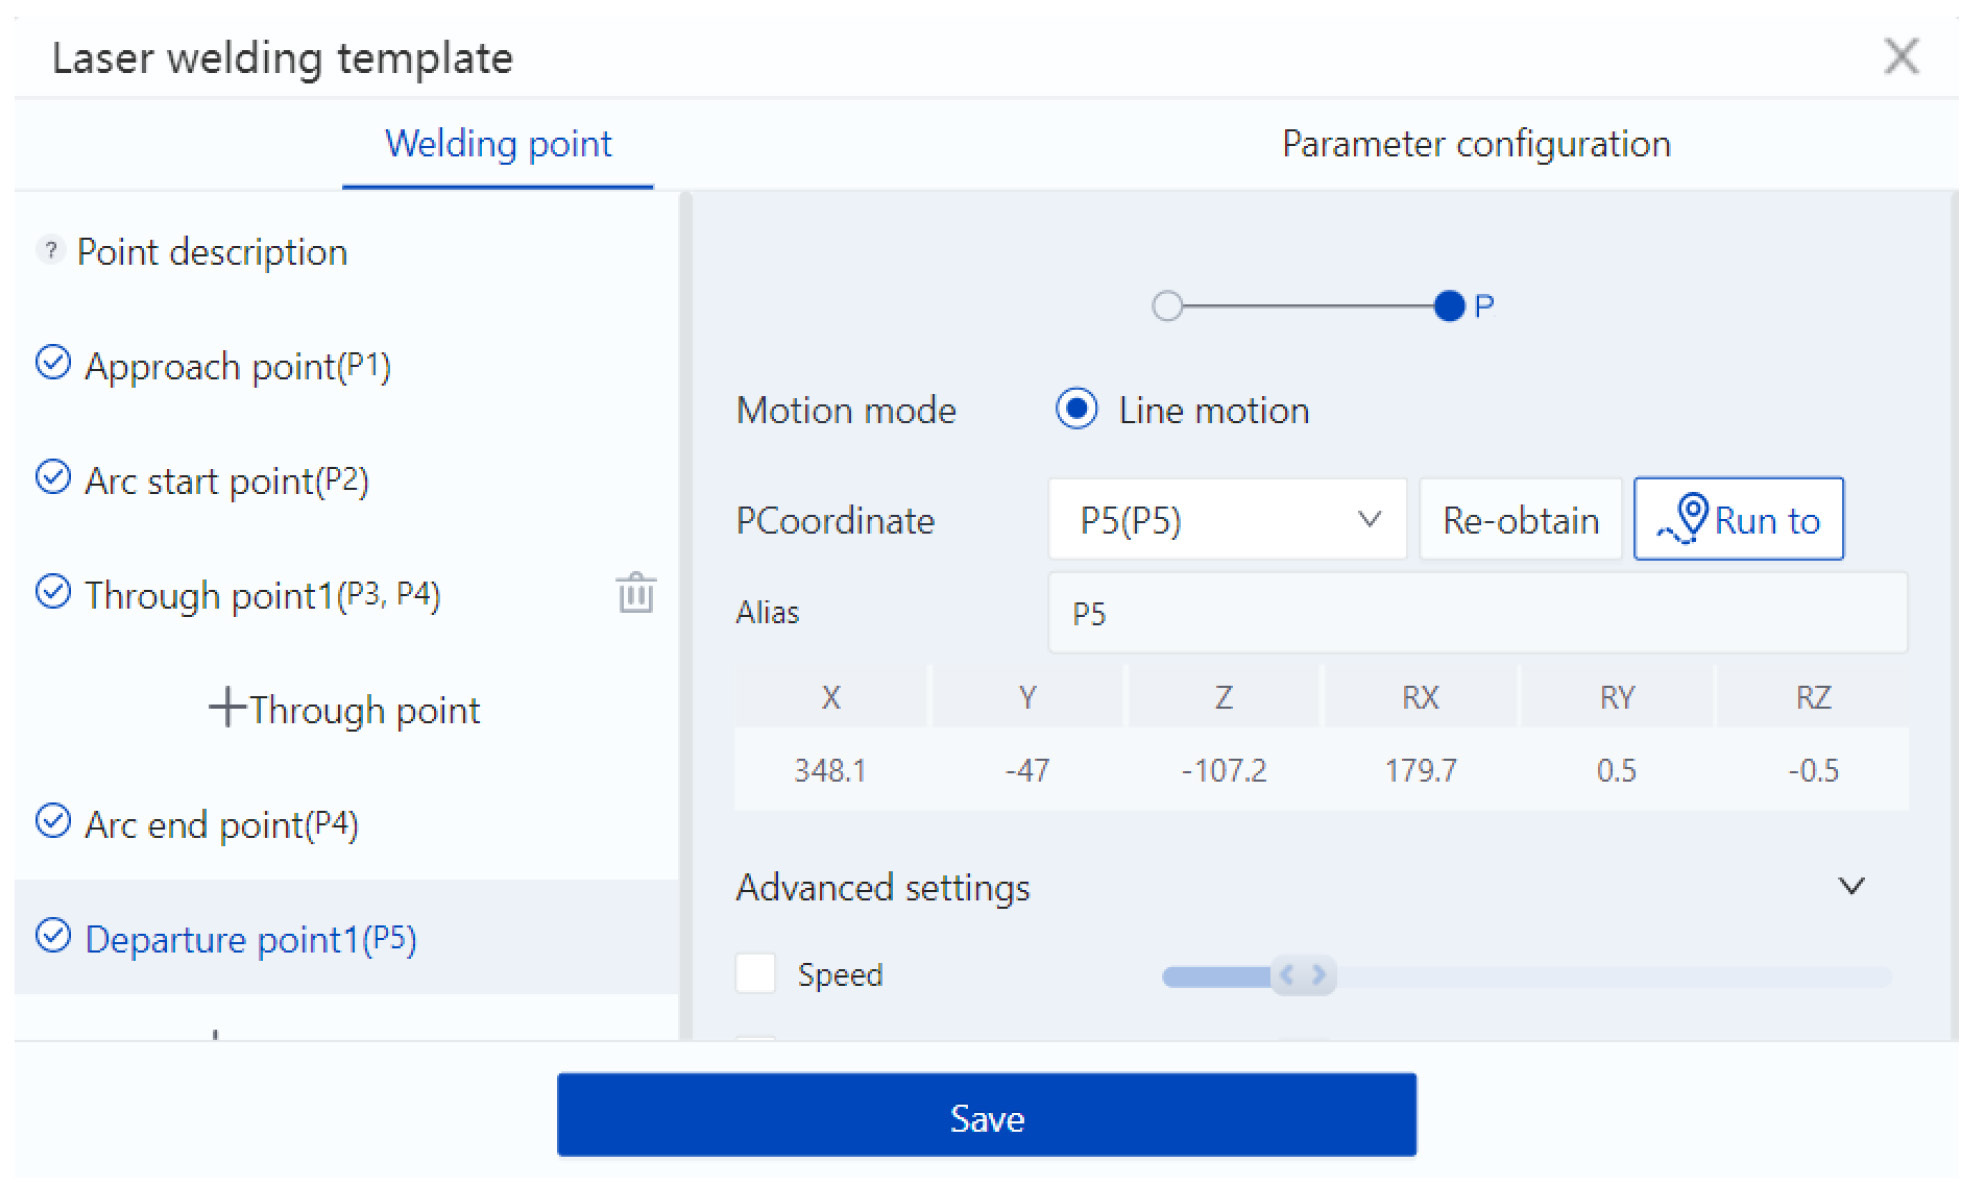 Laser welding template
Welding point
Parameter configuration
? Point description
Approach point(P1)
Arc start point(P2)
Through point1(P3, P4)
+Through point
Arc end point(P4)
Departure point1(P5)
P
Motion mode
Line motion
PCoordinate
P5(P5)
Re-obtain
Run to
Alias
P5
X Y Z RX RY RZ
348.1 -47 -107.2 179.7 0.5 -0.5
Advanced settings
Speed
Save